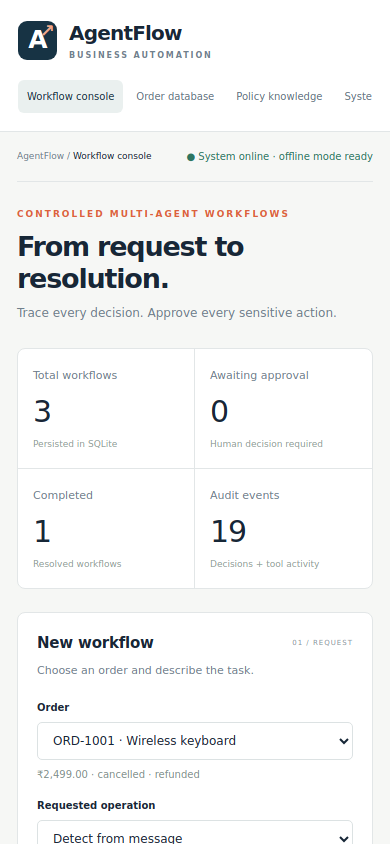 A
AgentFlow
BUSINESS AUTOMATION
Workflow console Order database Policy knowledge Syste
AgentFlow / Workflow console ● System online · offline mode ready
CONTROLLED MULTI-AGENT WORKFLOWS
From request to
resolution.
Trace every decision. Approve every sensitive action.
Total workflows
3
Persisted in SQLite
Awaiting approval
0
Human decision required
Completed
1
Resolved workflows
Audit events
19
Decisions + tool activity
New workflow 01 / REQUEST
Choose an order and describe the task.
Order
ORD-1001 · Wireless keyboard
₹2,499.00 · cancelled · refunded
Requested operation
Detect from message